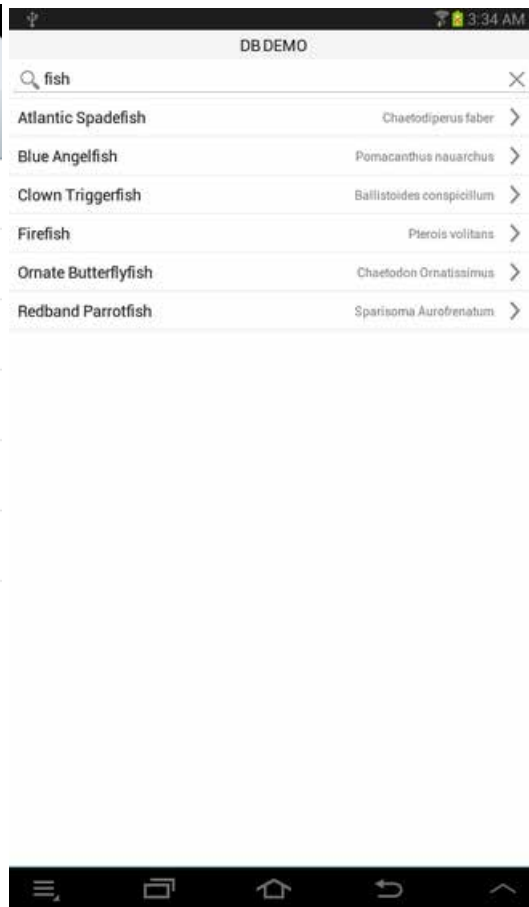 3:34 AM
DB DEMO
fish
Atlantic Spadefish Chaetodiperus faber
Blue Angelfish Pomacanthus nauarchus
Clown Triggerfish Ballistoides conspicillum
Firefish Pterois volitans
Ornate Butterflyfish Chaetodon Ornatissimus
Redband Parrotfish Sparisoma Aurofrenatum